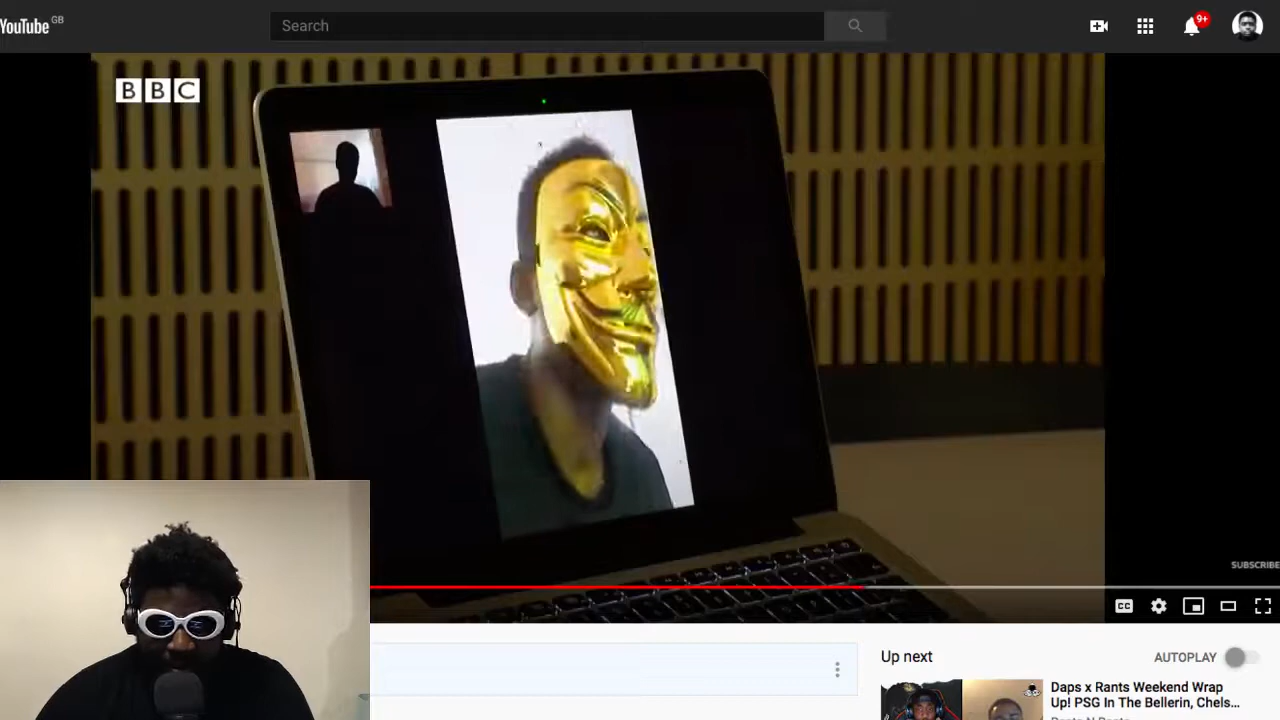 YouTube GB
Search
9+
BBC
SUBSCRIBE
CC
Up next
AUTOPLAY
Daps x Rants Weekend Wrap
Up! PSG In The Bellerin, Chels...